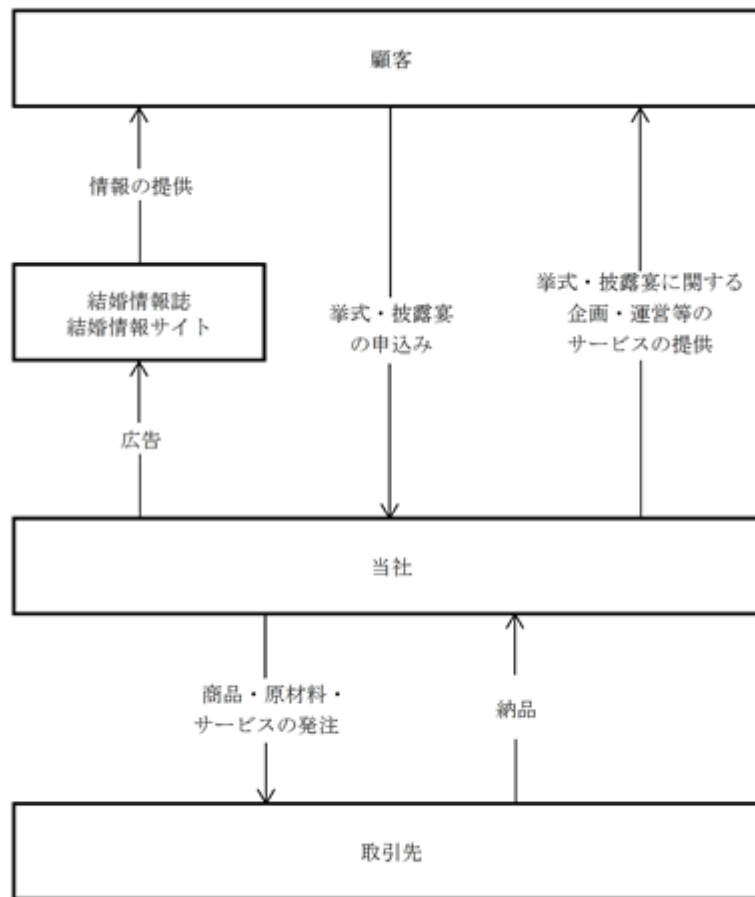 顧客
情報の提供
結婚情報誌
結婚情報サイト
挙式・披露宴
の申込み
挙式・披露宴に関する
企画・運営等の
サービスの提供
広告
当社
商品・原材料・
サービスの発注
納品
取引先